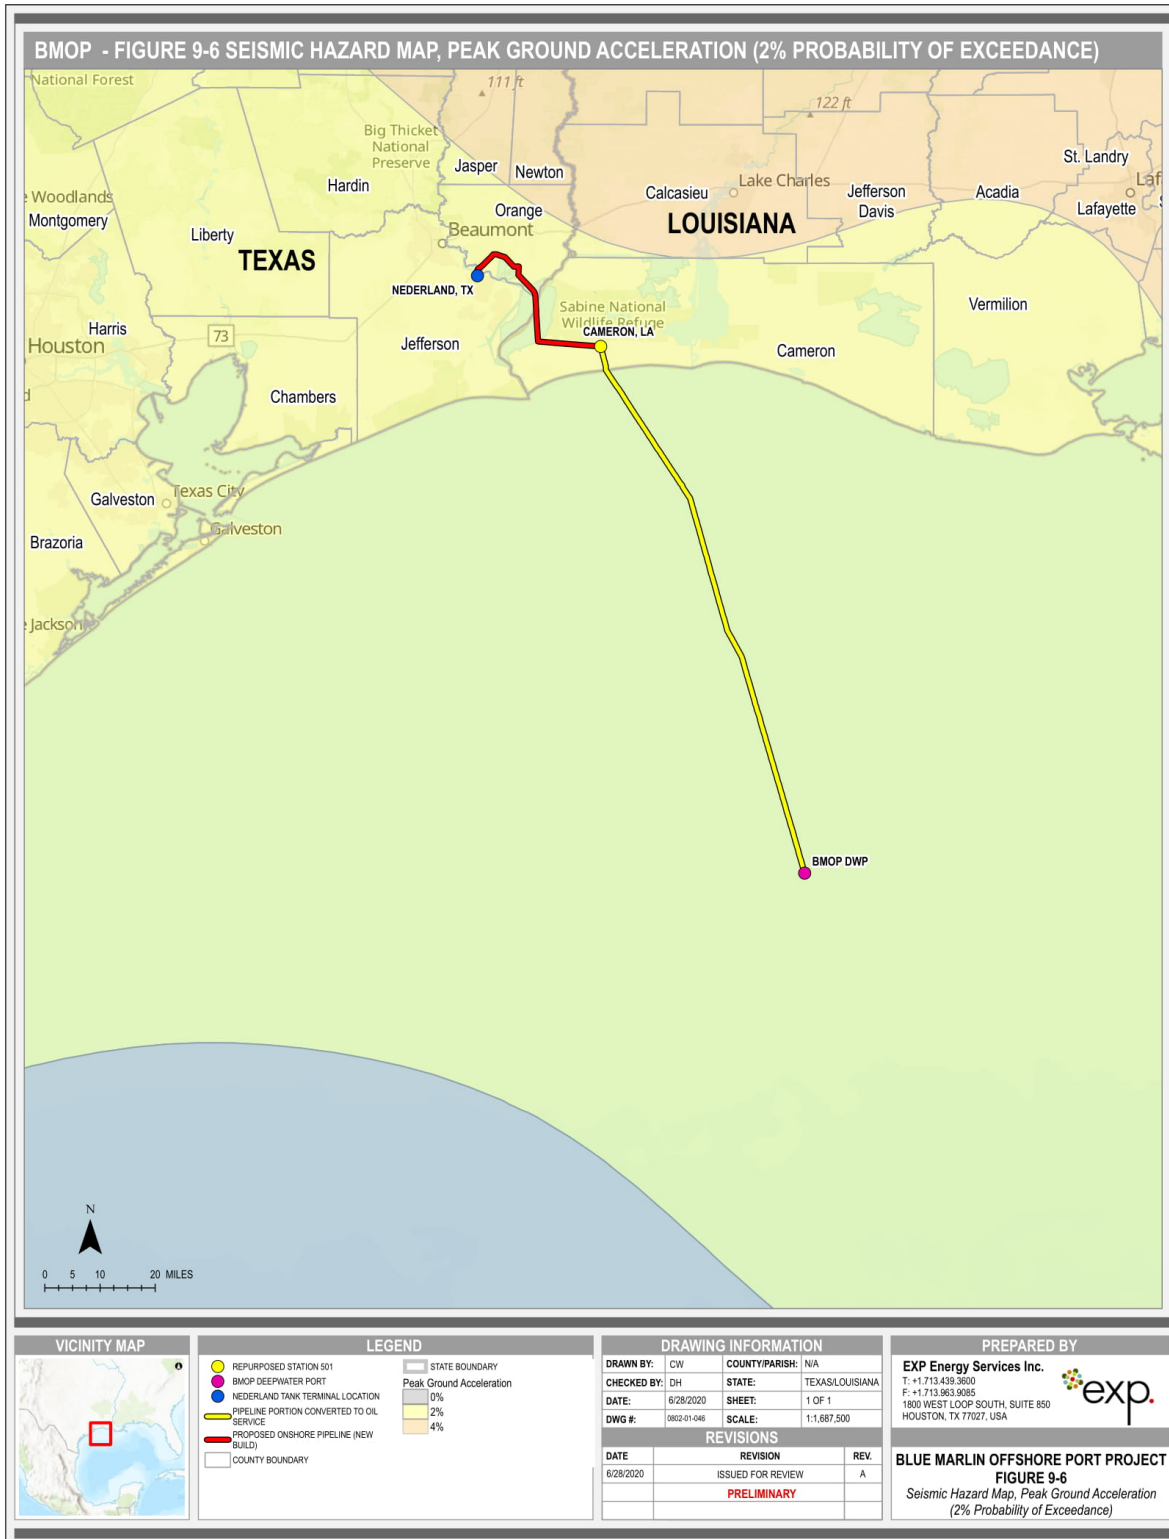 BMOP - FIGURE 9-6 SEISMIC HAZARD MAP, PEAK GROUND ACCELERATION (2% PROBABILITY OF EXCEEDANCE)
National Forest
111 ft
122 ft
Big Thicket
National
Preserve
Jasper
Newton
Hardin
St. Landry
Woodlands
Montgomery
Calcasieu
Lake Charles
Jefferson
Davis
Acadia
Laf
Lafayette
Orange
Beaumont
LOUISIANA
Liberty
TEXAS
NEDERLAND, TX
Sabine National
Wildlife Refuge
CAMERON, LA
Vermilion
Harris
Houston
73
Jefferson
Cameron
Chambers
Galveston
Texas City
Galveston
Brazoria
Jackson
BMOP DWP
N
0 5 10 20 MILES
VICINITY MAP
LEGEND
REPURPOSED STATION 501
BMOP DEEPWATER PORT
NEDERLAND TANK TERMINAL LOCATION
PIPELINE PORTION CONVERTED TO OIL
SERVICE
PROPOSED ONSHORE PIPELINE (NEW
BUILD)
COUNTY BOUNDARY
STATE BOUNDARY
Peak Ground Acceleration
0%
2%
4%
DRAWING INFORMATION
DRAWN BY: CW COUNTY/PARISH: N/A
CHECKED BY: DH STATE: TEXAS/LOUISIANA
DATE: 6/28/2020 SHEET: 1 OF 1
DWG #: 0802-01-046 SCALE: 1:1,687,500
REVISIONS
DATE REVISION REV.
6/28/2020 ISSUED FOR REVIEW A
PRELIMINARY
PREPARED BY
EXP Energy Services Inc.
T: +1.713.439.3600
F: +1.713.963.9085
1800 WEST LOOP SOUTH, SUITE 850
HOUSTON, TX 77027, USA
exp.
BLUE MARLIN OFFSHORE PORT PROJECT
FIGURE 9-6
Seismic Hazard Map, Peak Ground Acceleration
(2% Probability of Exceedance)